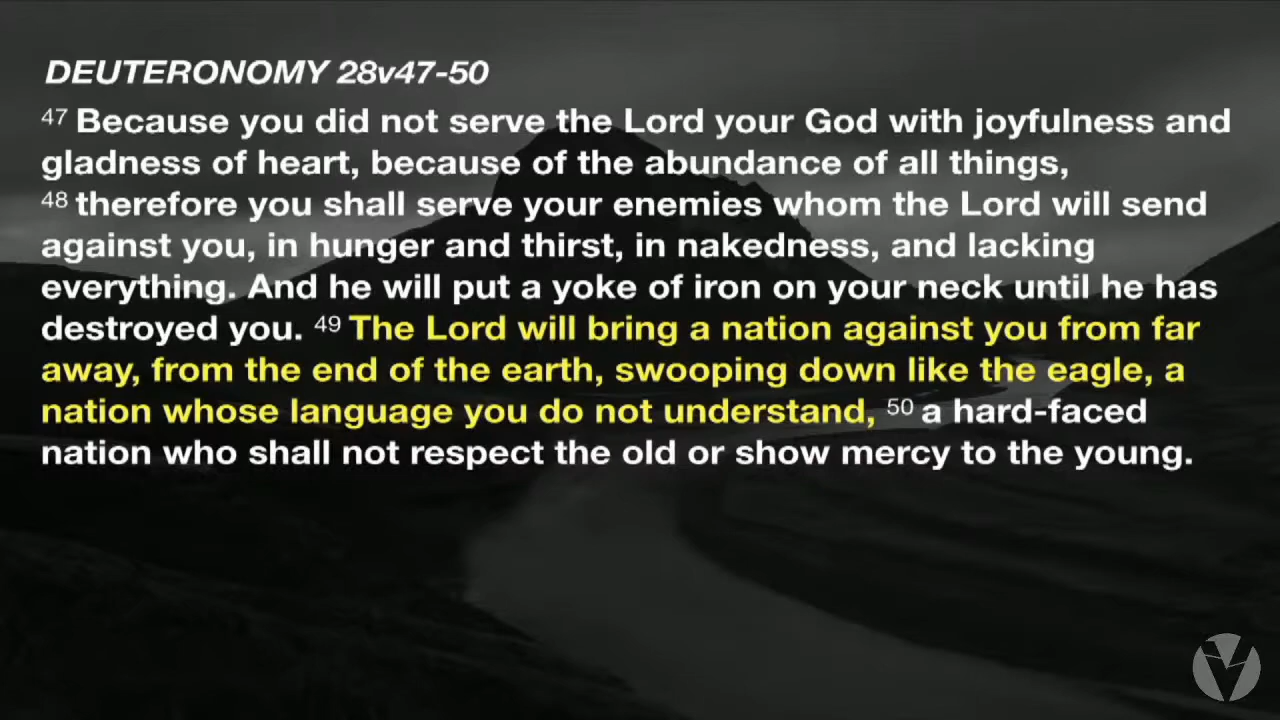 DEUTERONOMY 28v47-50
47 Because you did not serve the Lord your God with joyfulness and
gladness of heart, because of the abundance of all things,
48 therefore you shall serve your enemies whom the Lord will send
against you, in hunger and thirst, in nakedness, and lacking
everything. And he will put a yoke of iron on your neck until he has
destroyed you. 49 The Lord will bring a nation against you from far
away, from the end of the earth, swooping down like the eagle, a
nation whose language you do not understand, 50 a hard-faced
nation who shall not respect the old or show mercy to the young.